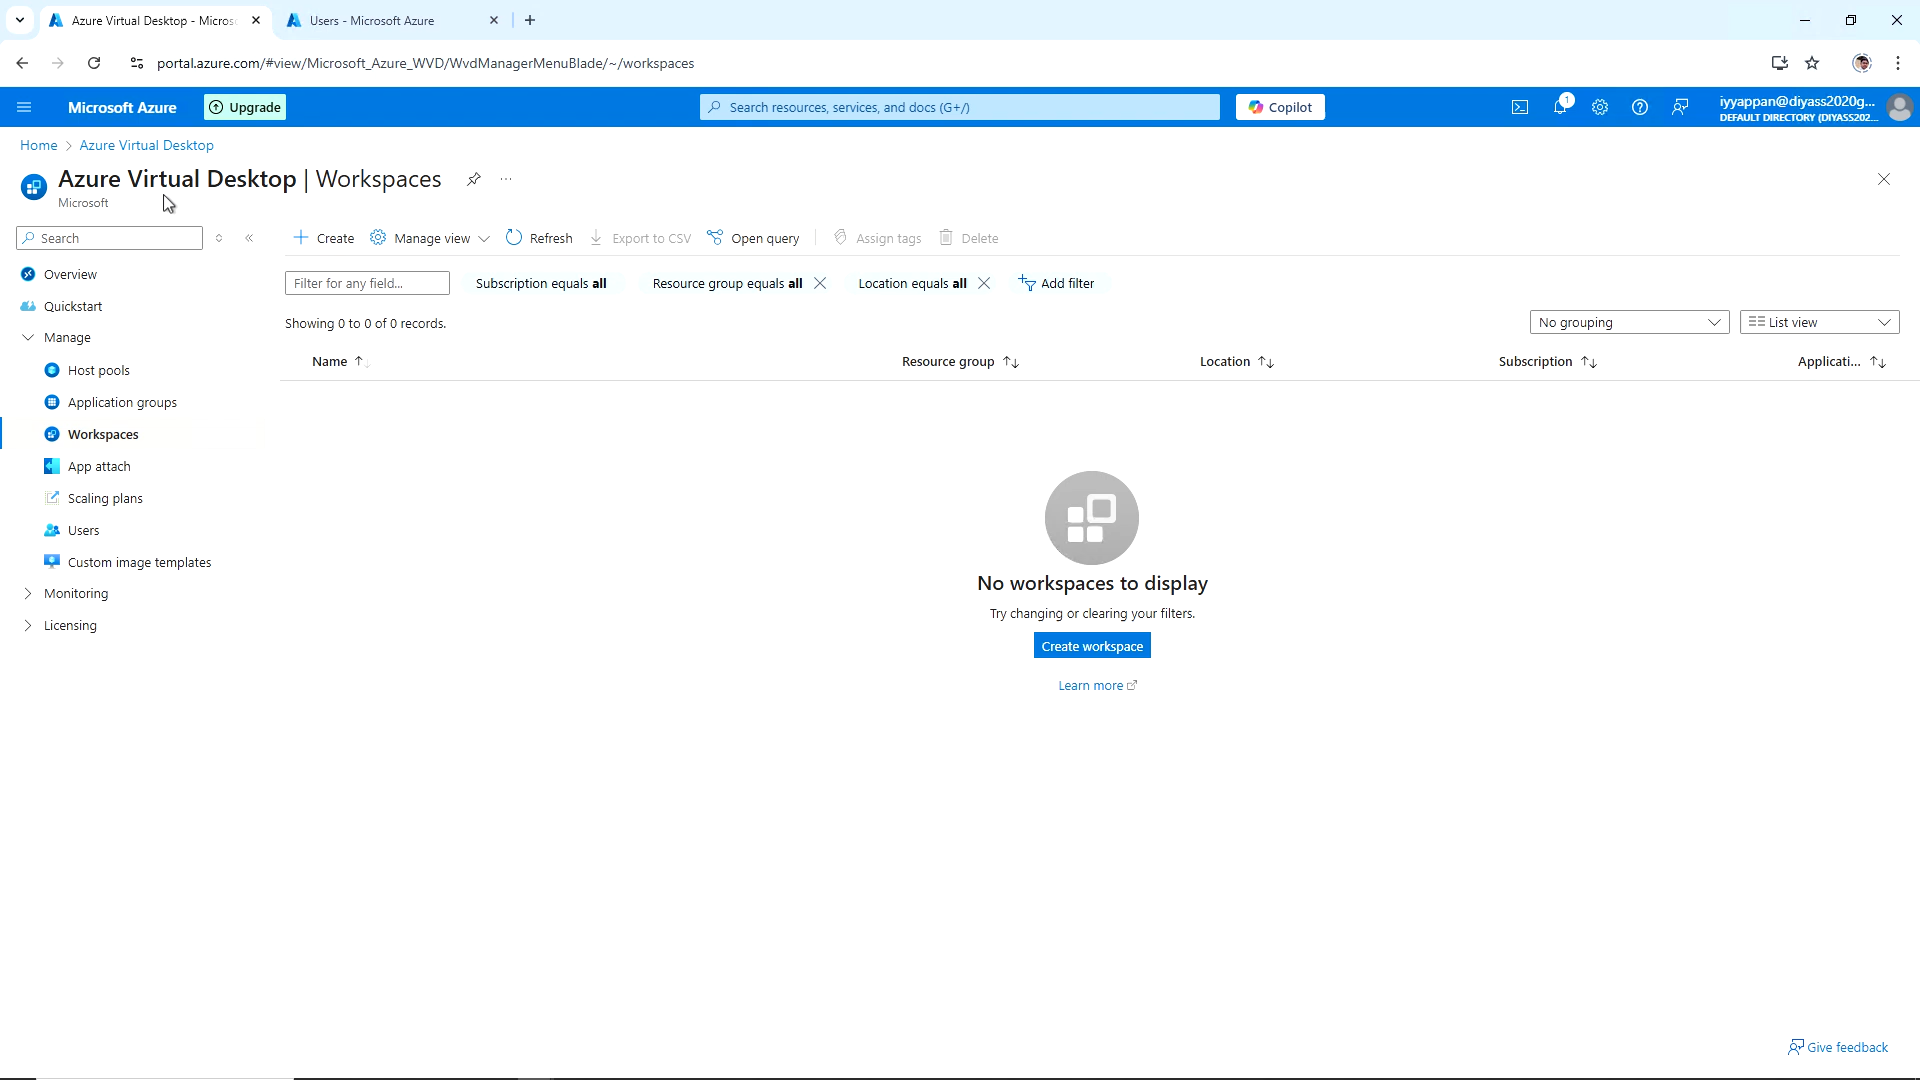 Azure Virtual Desktop - Micros
Users - Microsoft Azure
portal.azure.com/#view/Microsoft_Azure_WVD/WvdManagerMenuBlade/~/workspaces
Microsoft Azure
Upgrade
Search resources, services, and docs (G+/)
Copilot
1
iyyappan@diyass2020g...
DEFAULT DIRECTORY (DIYASS202...
Home > Azure Virtual Desktop
Azure Virtual Desktop | Workspaces
...
Microsoft
Search
Create
Manage view
Refresh
Export to CSV
Open query
Assign tags
Delete
Overview
Quickstart
Manage
Host pools
Application groups
Workspaces
App attach
Scaling plans
Users
Custom image templates
Monitoring
Licensing
Filter for any field...
Subscription equals all
Resource group equals all
Location equals all
Add filter
Showing 0 to 0 of 0 records.
No grouping
List view
Name
Resource group
Location
Subscription
Applicati...
No workspaces to display
Try changing or clearing your filters.
Create workspace
Learn more
Give feedback